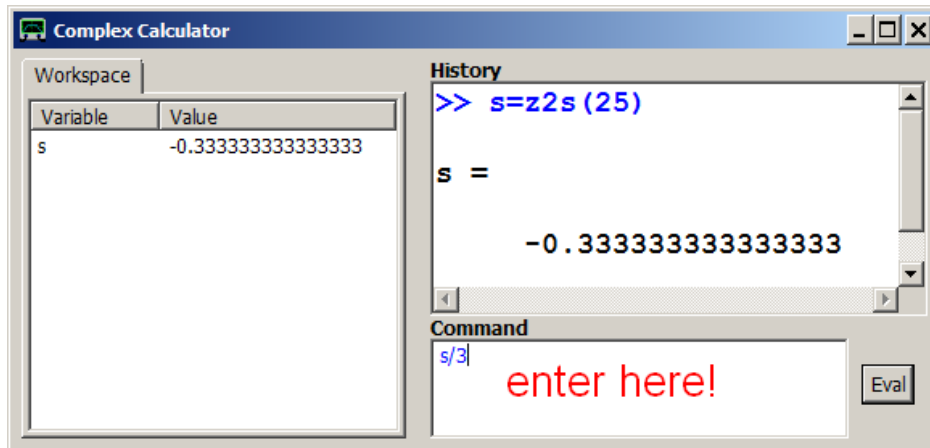 Complex Calculator
Workspace
Variable Value
s -0.333333333333333
History
>> s=z2s(25)
s =
-0.333333333333333
Command
s/3
enter here!
Eval